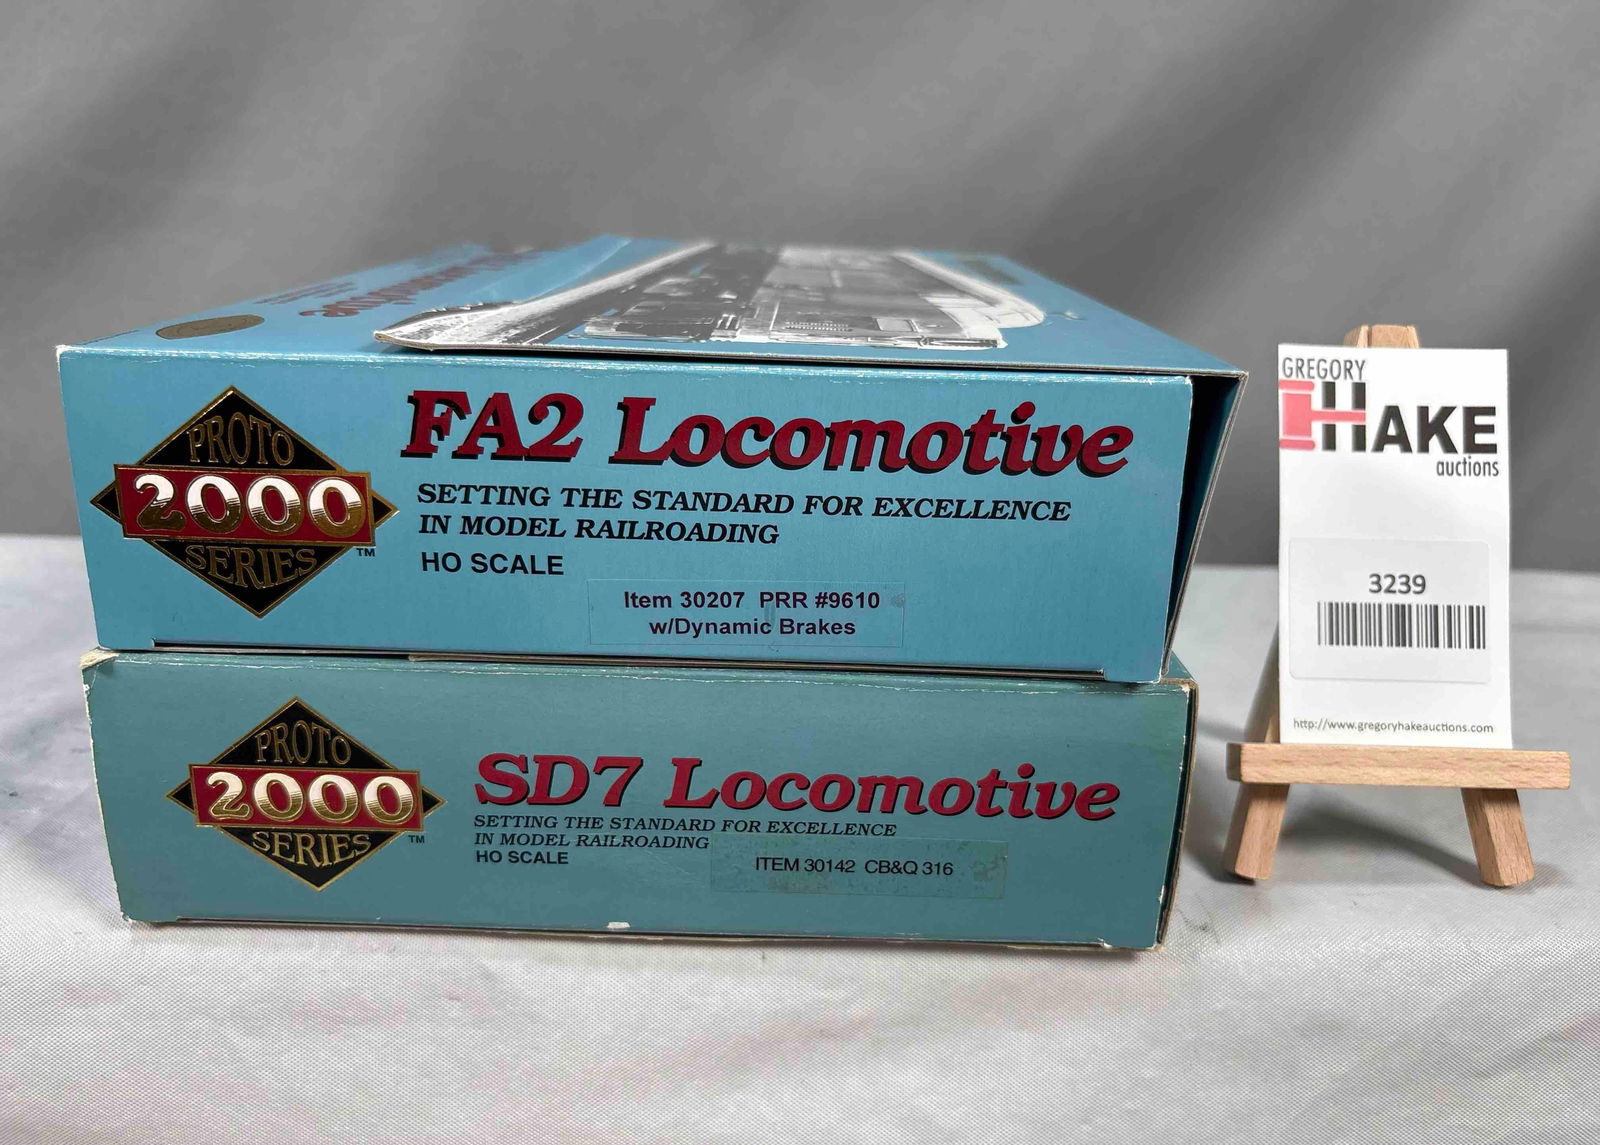 PROTO
2000
SERIES
TM
FA2 Locomotive
SETTING THE STANDARD FOR EXCELLENCE
IN MODEL RAILROADING
HO SCALE
Item 30207 PRR #9610
w/Dynamic Brakes
PROTO
2000
SERIES
TM
SD7 Locomotive
SETTING THE STANDARD FOR EXCELLENCE
IN MODEL RAILROADING
HO SCALE
ITEM 30142 CB&Q 316
GREGORY
HAKE
auctions
3239
http://www.gregoryhakeauctions.com